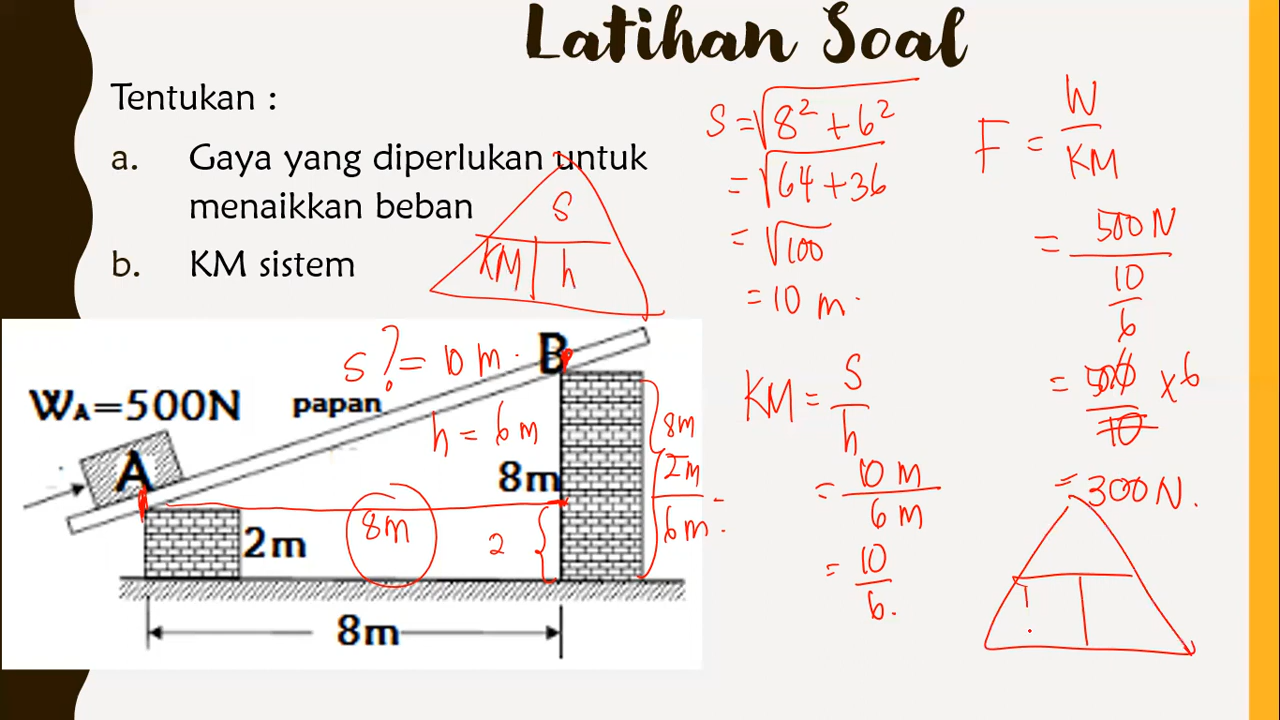 Latihan Soal
Tentukan :
a. Gaya yang diperlukan untuk
menaikkan beban
b. KM sistem
S
KM h
S = √8² + 6²
= √64 + 36
= √100
= 10 m.
KM = S/h
= 10 m/6 m
= 10/6.
F = W/KM
= 500 N/(10/6)
= 500/10 x 6
= 300 N.
S? = 10 m.
B
WA=500N
papan
h = 6 m
A
8m
8m
2m
6m.
2m
8m
2
8m